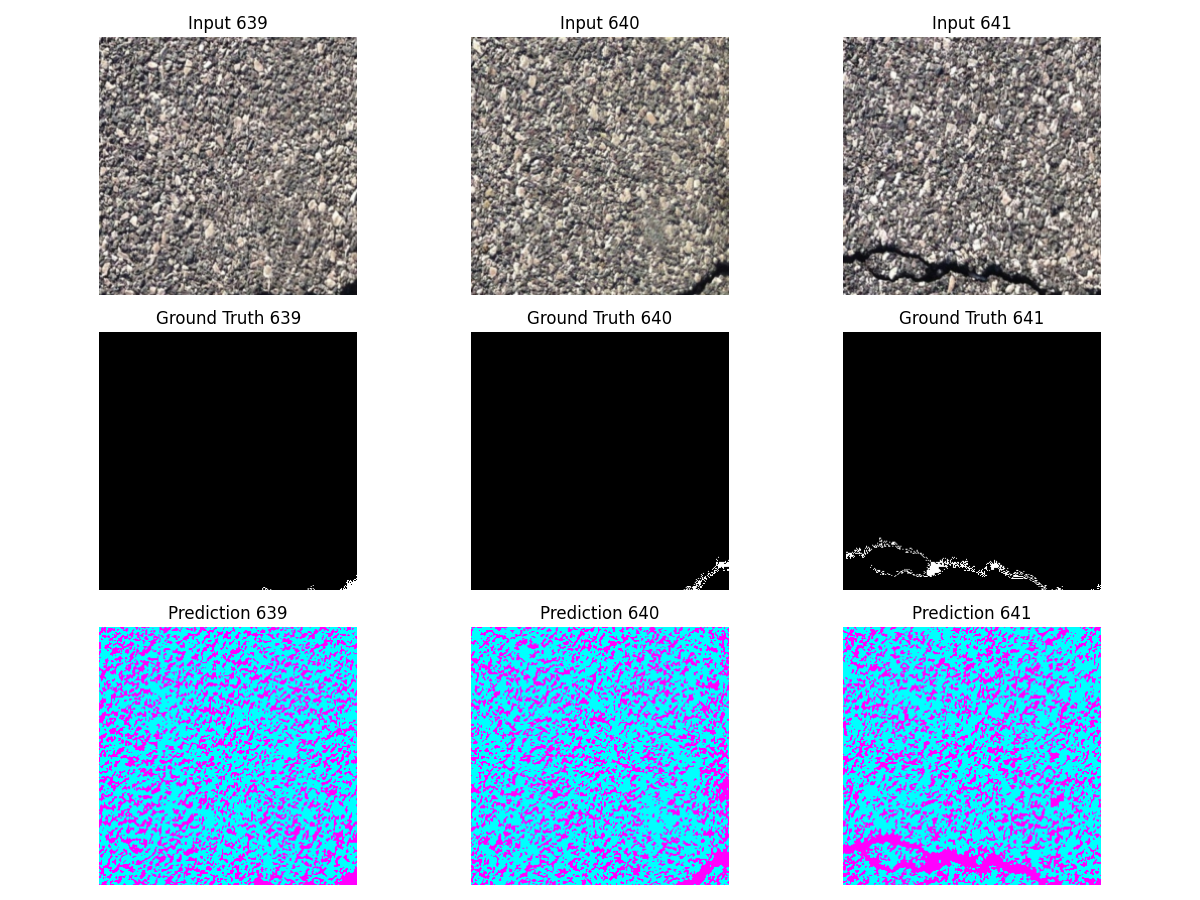 Input 639
Input 640
Input 641
Ground Truth 639
Ground Truth 640
Ground Truth 641
Prediction 639
Prediction 640
Prediction 641